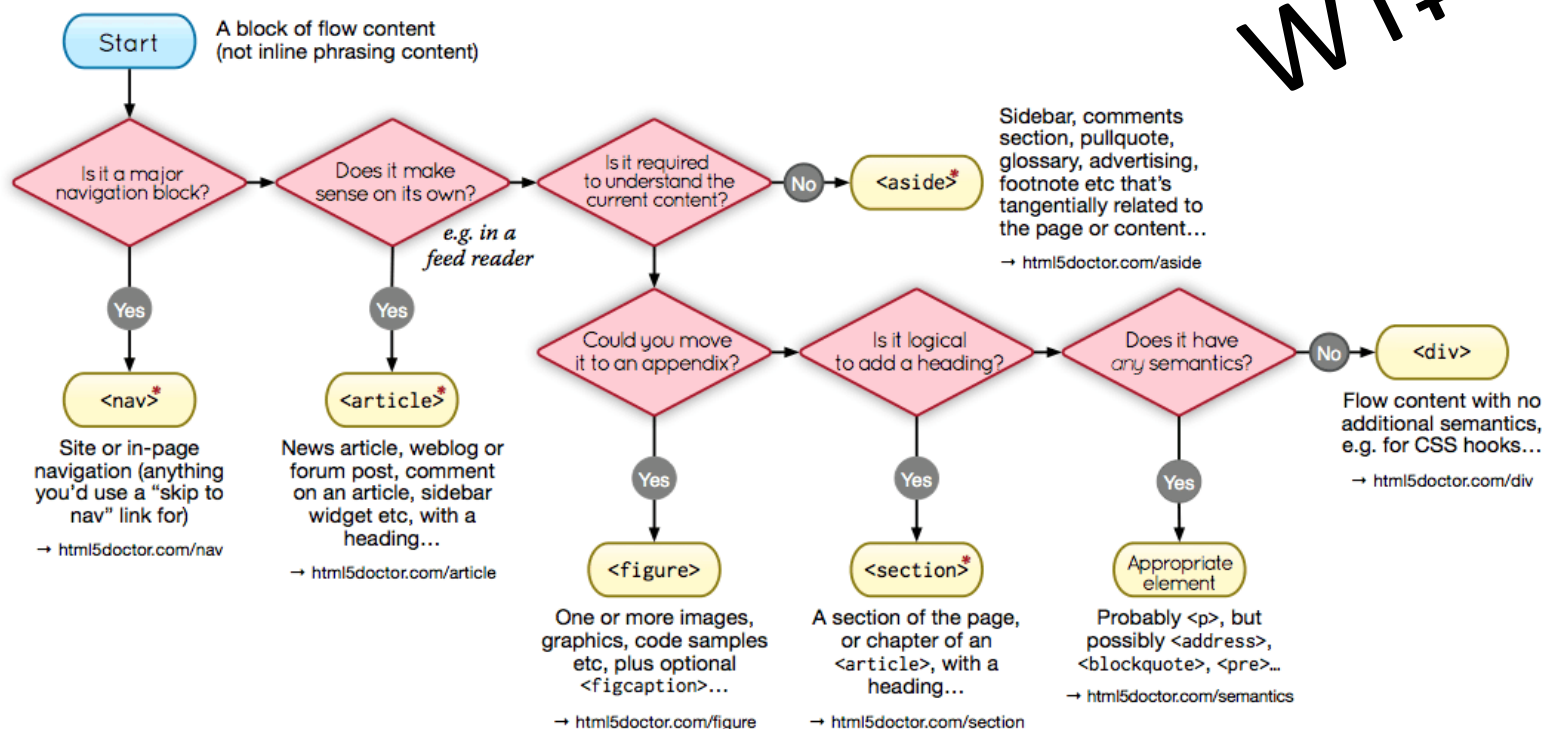 Start
A block of flow content
(not inline phrasing content)
Is it a major
navigation block?
Does it make
sense on its own?
e.g. in a
feed reader
Is it required
to understand the
current content?
No
<aside>*
Sidebar, comments
section, pullquote,
glossary, advertising,
footnote etc that's
tangentially related to
the page or content…
→ html5doctor.com/aside
Yes
<nav>*
Site or in-page
navigation (anything
you'd use a “skip to
nav” link for)
→ html5doctor.com/nav
Yes
<article>*
News article, weblog or
forum post, comment
on an article, sidebar
widget etc, with a
heading…
→ html5doctor.com/article
Could you move
it to an appendix?
Yes
<figure>
One or more images,
graphics, code samples
etc, plus optional
<figcaption>…
→ html5doctor.com/figure
Is it logical
to add a heading?
Yes
<section>*
A section of the page,
or chapter of an
<article>, with a
heading…
→ html5doctor.com/section
Does it have
any semantics?
Yes
Appropriate
element
Probably <p>, but
possibly <address>,
<blockquote>, <pre>…
→ html5doctor.com/semantics
No
<div>
Flow content with no
additional semantics,
e.g. for CSS hooks…
→ html5doctor.com/div